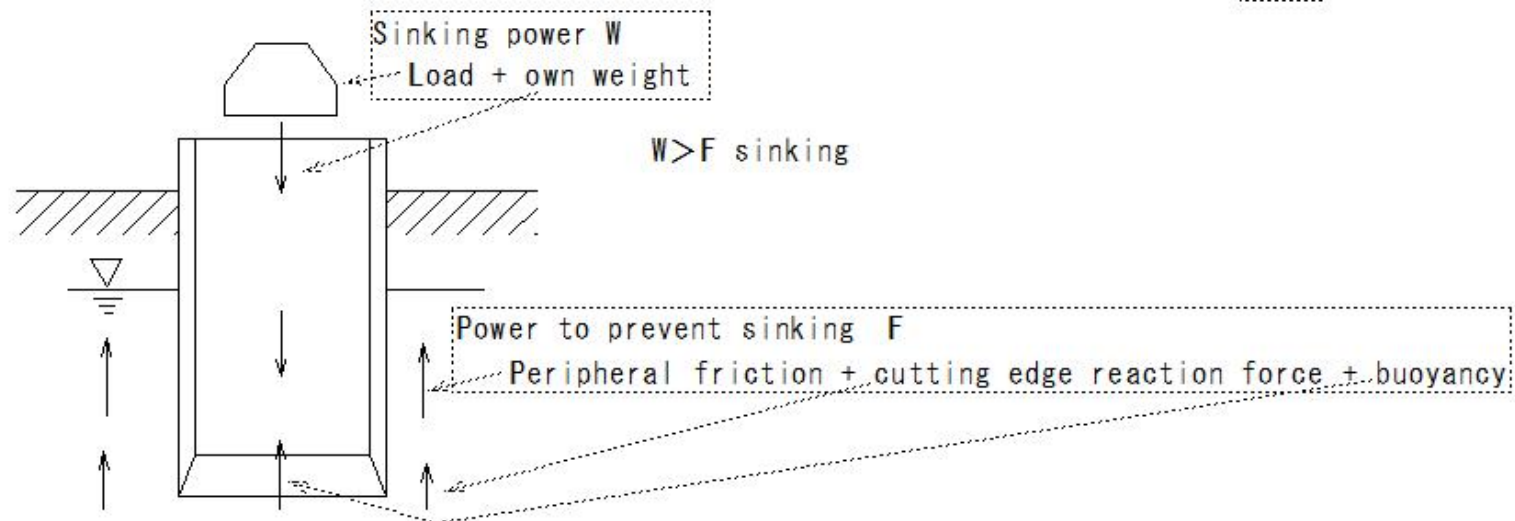 Sinking power W
Load + own weight
W＞F sinking
Power to prevent sinking F
Peripheral friction + cutting edge reaction force + buoyancy